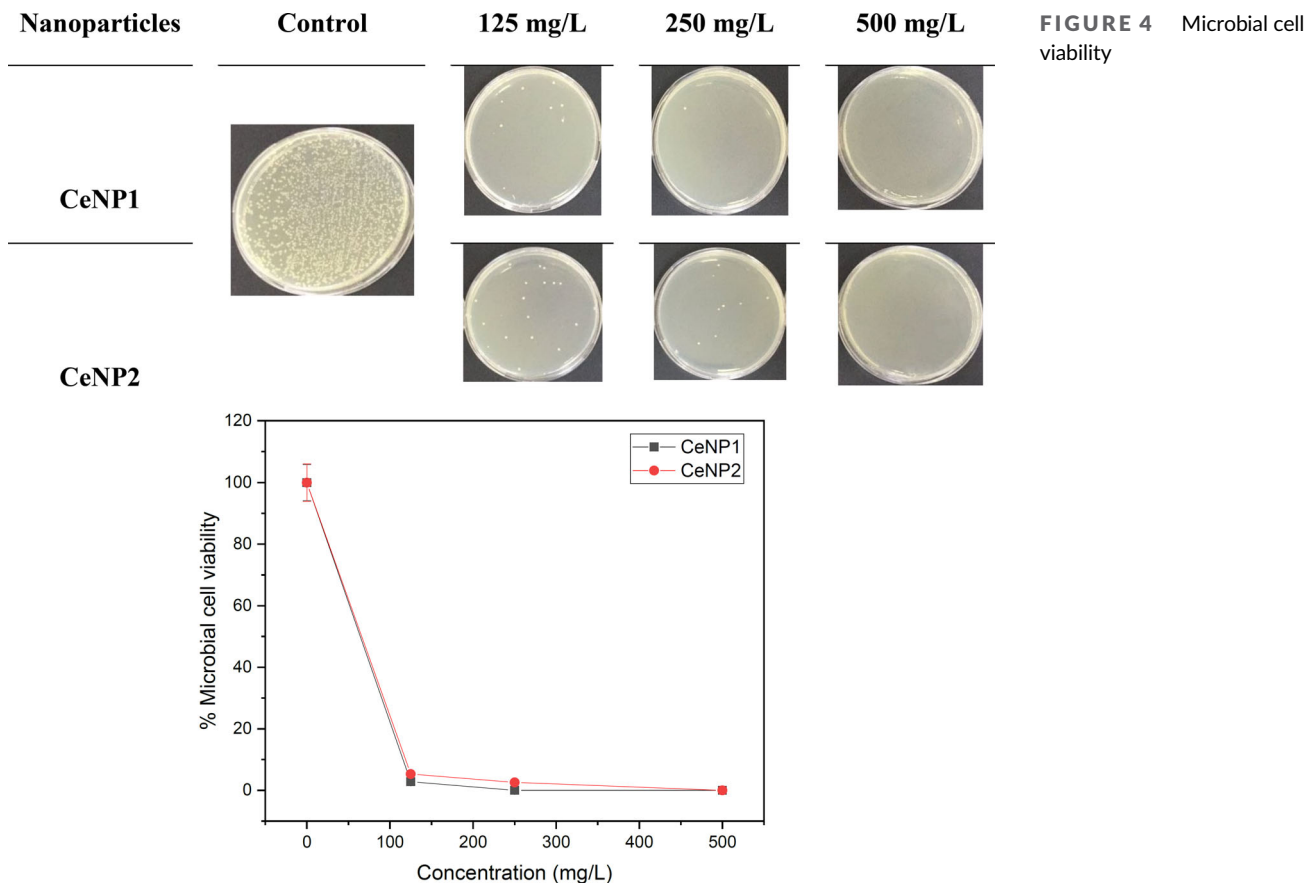 Nanoparticles Control 125 mg/L 250 mg/L 500 mg/L
FIGURE 4 Microbial cell
viability
CeNP1
CeNP2
120
100
80
60
40
20
0
% Microbial cell viability
CeNP1
CeNP2
0 100 200 300 400 500
Concentration (mg/L)